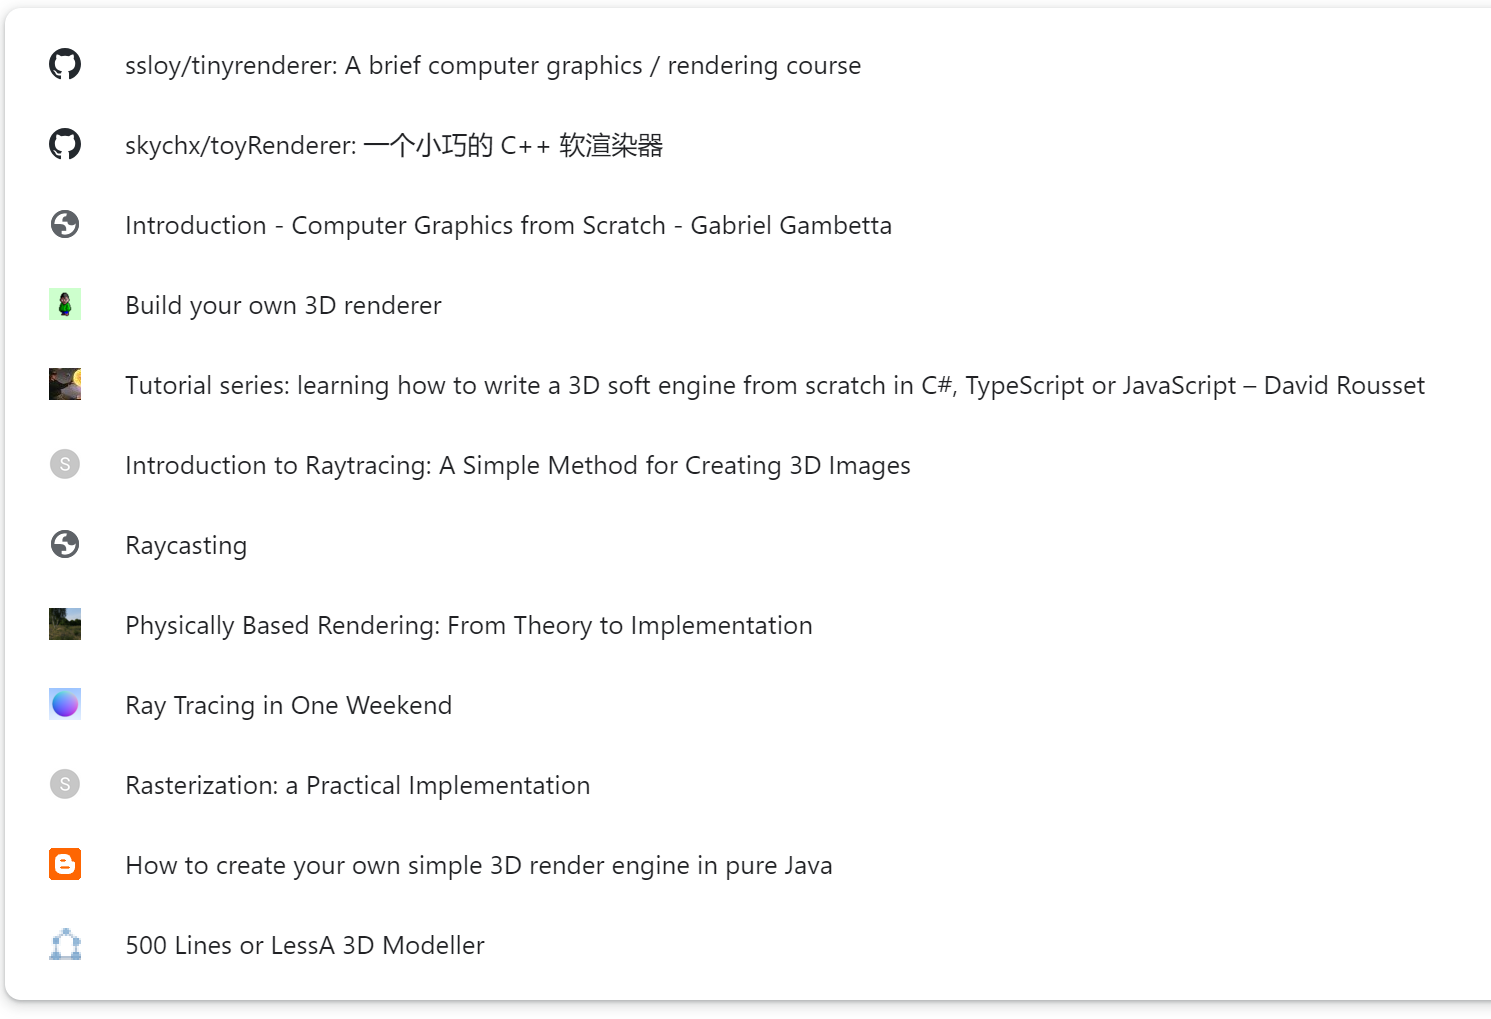 ssloy/tinyrenderer: A brief computer graphics / rendering course
skychx/toyRenderer: 一个小巧的 C++ 软渲染器
Introduction - Computer Graphics from Scratch - Gabriel Gambetta
Build your own 3D renderer
Tutorial series: learning how to write a 3D soft engine from scratch in C#, TypeScript or JavaScript – David Rousset
S
Introduction to Raytracing: A Simple Method for Creating 3D Images
Raycasting
Physically Based Rendering: From Theory to Implementation
Ray Tracing in One Weekend
S
Rasterization: a Practical Implementation
How to create your own simple 3D render engine in pure Java
500 Lines or LessA 3D Modeller